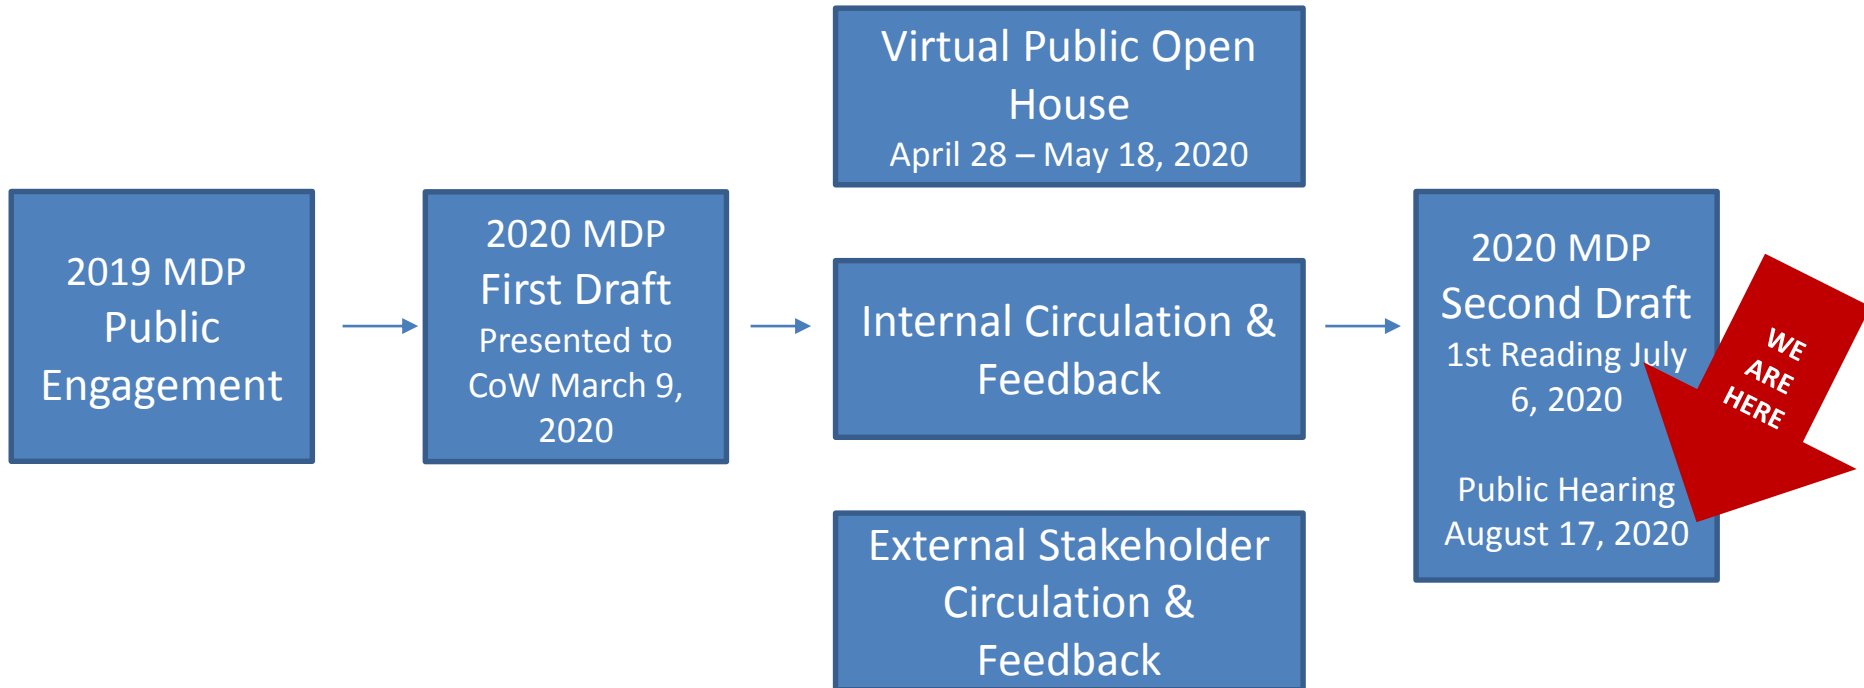 2019 MDP
Public
Engagement
2020 MDP
First Draft
Presented to
CoW March 9,
2020
Virtual Public Open
House
April 28 – May 18, 2020
Internal Circulation &
Feedback
External Stakeholder
Circulation &
Feedback
2020 MDP
Second Draft
1st Reading July
6, 2020
Public Hearing
August 17, 2020
WE
ARE
HERE